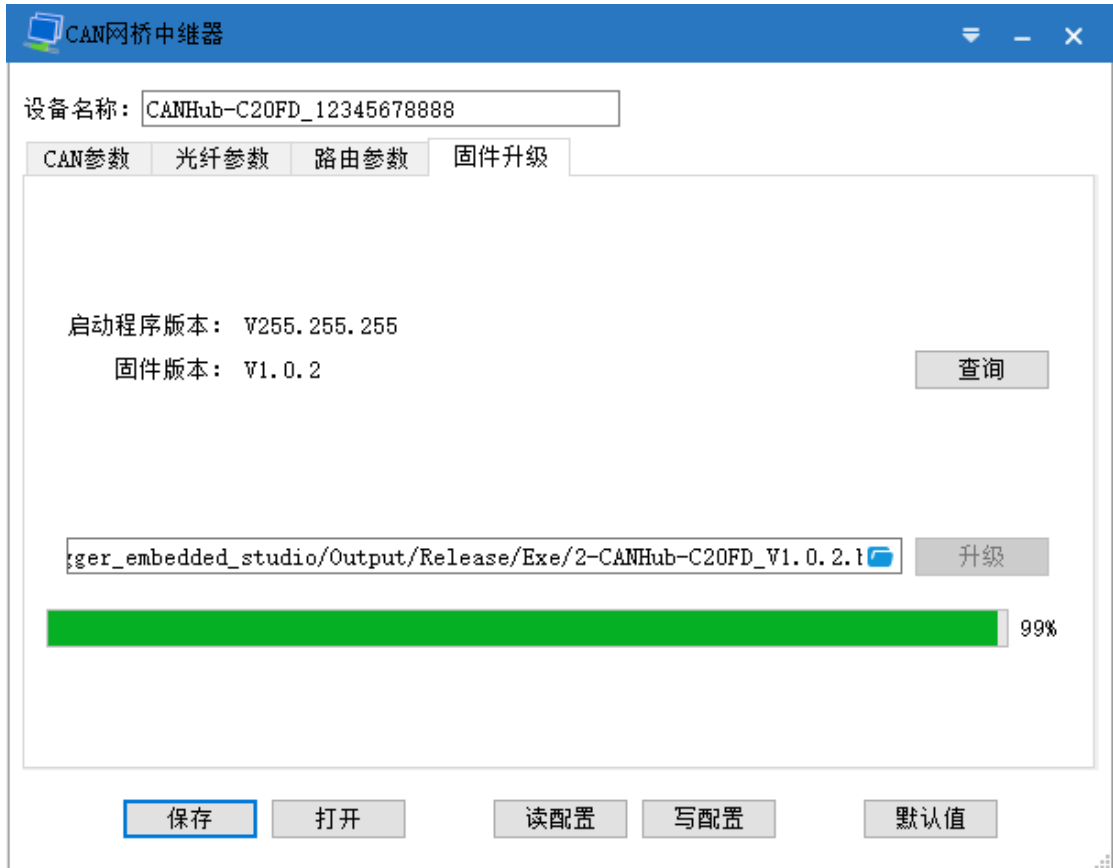 CAN网桥中继器
设备名称： CANHub-C20FD_12345678888
CAN参数 光纤参数 路由参数 固件升级
启动程序版本： V255.255.255
固件版本： V1.0.2
查询
gger_embedded_studio/Output/Release/Exe/2-CANHub-C20FD_V1.0.2. 升级
99%
保存 打开 读配置 写配置 默认值